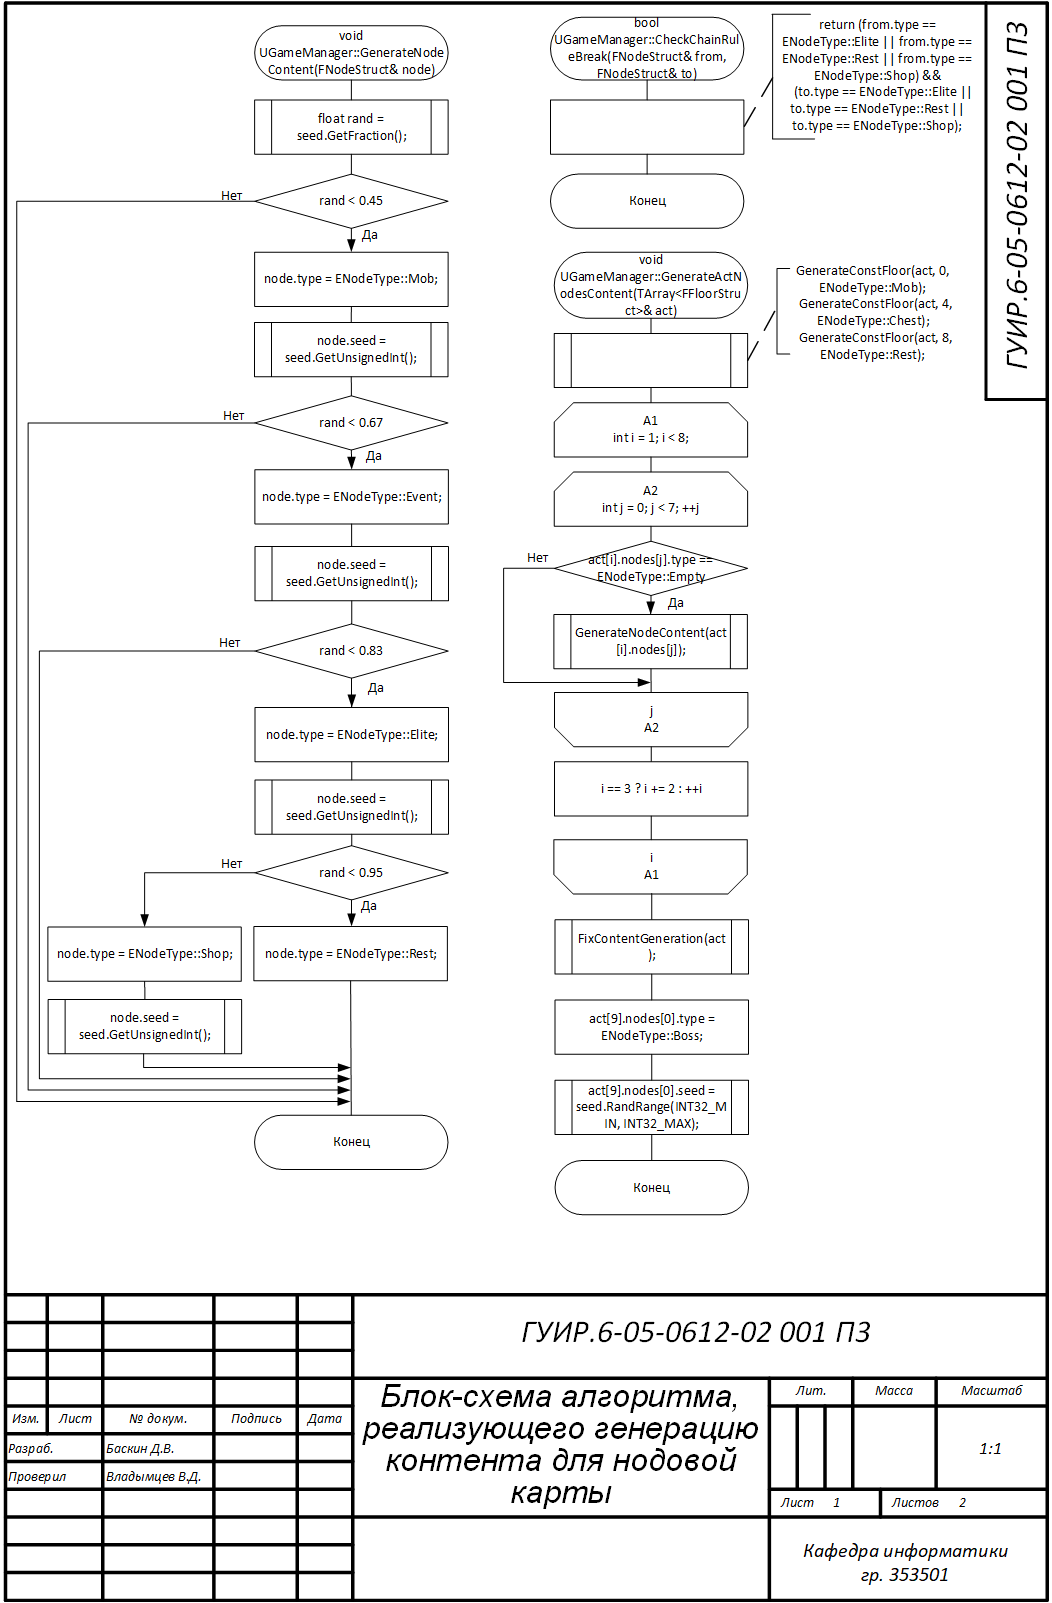 void
UGameManager::GenerateNode
Content(FNodeStruct& node)
float rand =
seed.GetFraction();
rand < 0.45
Нет
Да
node.type = ENodeType::Mob;
node.seed =
seed.GetUnsignedInt();
rand < 0.67
Нет
Да
node.type = ENodeType::Event;
node.seed =
seed.GetUnsignedInt();
rand < 0.83
Нет
Да
node.type = ENodeType::Elite;
node.seed =
seed.GetUnsignedInt();
rand < 0.95
Нет
Да
node.type = ENodeType::Shop;
node.type = ENodeType::Rest;
node.seed =
seed.GetUnsignedInt();
Конец
bool
UGameManager::CheckChainRul
eBreak(FNodeStruct& from,
FNodeStruct& to)
return (from.type ==
ENodeType::Elite || from.type ==
ENodeType::Rest || from.type ==
ENodeType::Shop) &&
(to.type == ENodeType::Elite ||
to.type == ENodeType::Rest ||
to.type == ENodeType::Shop);
Конец
void
UGameManager::GenerateActN
odesContent(TArray<FFloorStru
ct>& act)
GenerateConstFloor(act, 0,
ENodeType::Mob);
GenerateConstFloor(act, 4,
ENodeType::Chest);
GenerateConstFloor(act, 8,
ENodeType::Rest);
A1
int i = 1; i < 8;
A2
int j = 0; j < 7; ++j
Нет
act[i].nodes[j].type ==
ENodeType::Empty
Да
GenerateNodeContent(act
[i].nodes[j]);
j
A2
i == 3 ? i += 2 : ++i
i
A1
FixContentGeneration(act
);
act[9].nodes[0].type =
ENodeType::Boss;
act[9].nodes[0].seed =
seed.RandRange(INT32_M
IN, INT32_MAX);
Конец
ГУИР.6-05-0612-02 001 ПЗ
ГУИР.6-05-0612-02 001 ПЗ
Блок-схема алгоритма,
реализующего генерацию
контента для нодовой
карты
Лит. Масса Масштаб
1:1
Лист 1 Листов 2
Кафедра информатики
гр. 353501
Изм. Лист № докум. Подпись Дата
Разраб. Баскин Д.В.
Проверил Владымцев В.Д.